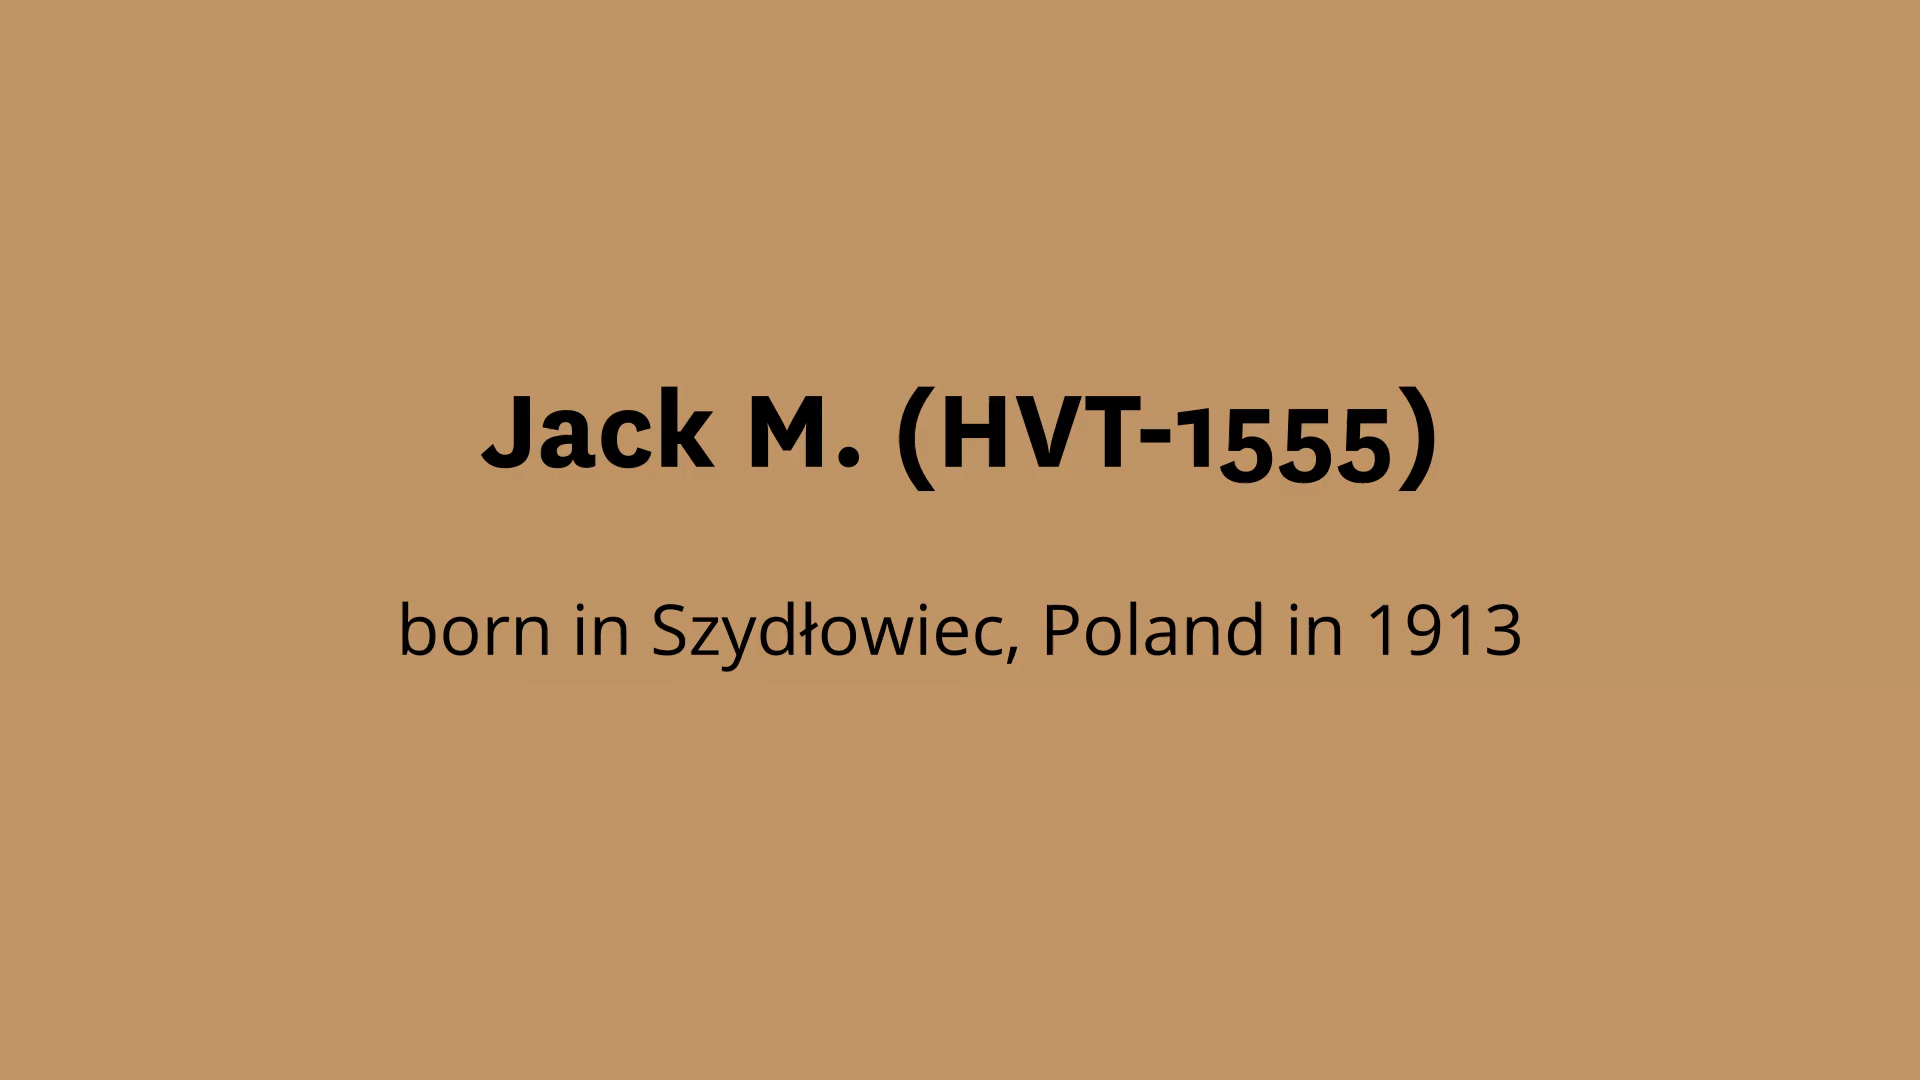 Jack M. (HVT-1555)
born in Szydłowiec, Poland in 1913